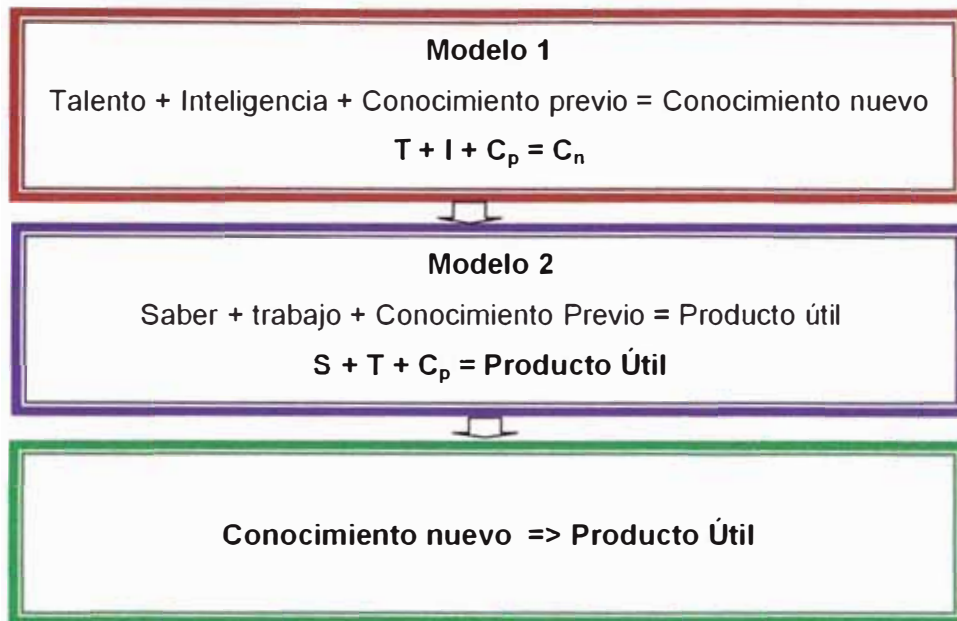 Modelo 1
Talento + Inteligencia + Conocimiento previo = Conocimiento nuevo
T + I + Cₚ = Cₙ
Modelo 2
Saber + trabajo + Conocimiento Previo = Producto útil
S + T + Cₚ = Producto Útil
Conocimiento nuevo => Producto Útil